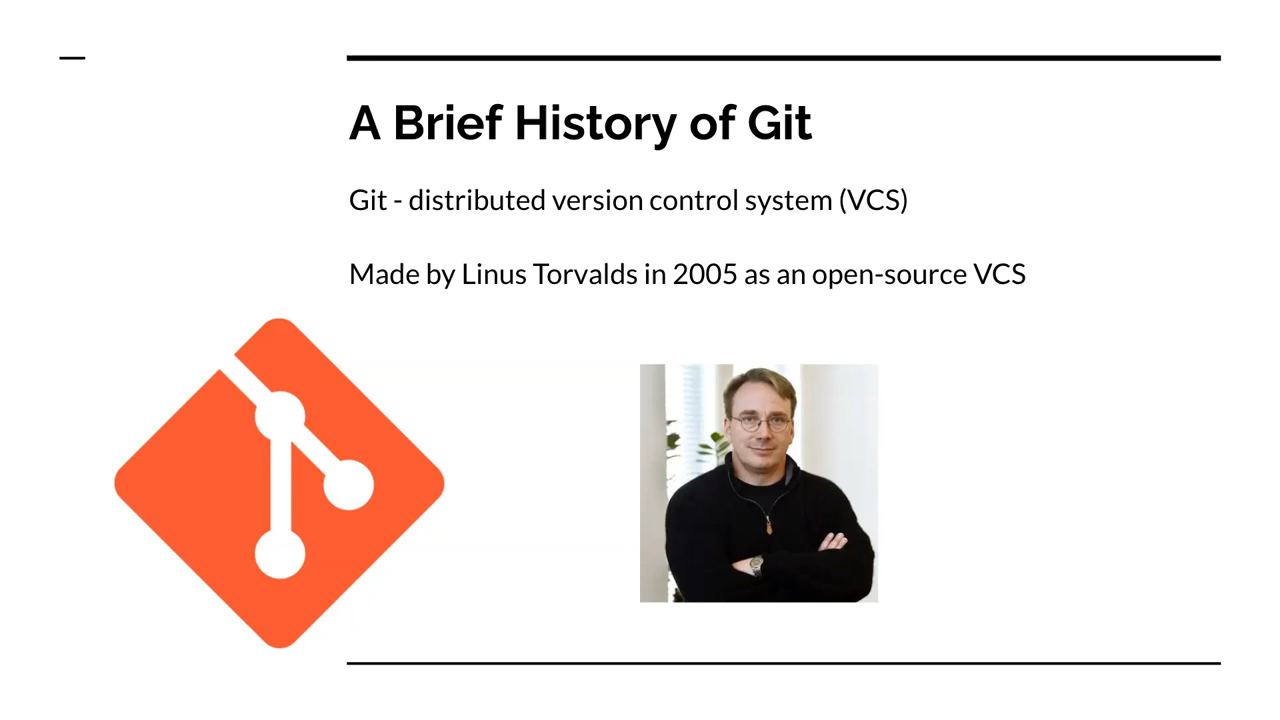 A Brief History of Git
Git - distributed version control system (VCS)
Made by Linus Torvalds in 2005 as an open-source VCS